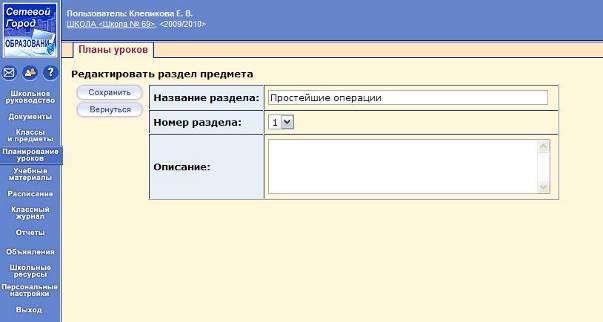 Сетевой
Город
ОБРАЗОВАНИ
Пользователь: Клепикова Е. В.
ШКОЛА <Школа № 69>, <2009/2010>
Планы уроков
?
Редактировать раздел предмета
Сохранить
Вернуться
Название раздела:
Простейшие операции
Номер раздела:
1
Описание:
Школьное
руководство
Документы
Классы
и предметы
Планирование
уроков
Учебные
материалы
Расписание
Классный
журнал
Отчеты
Объявления
Школьные
ресурсы
Персональные
настройки
Выход